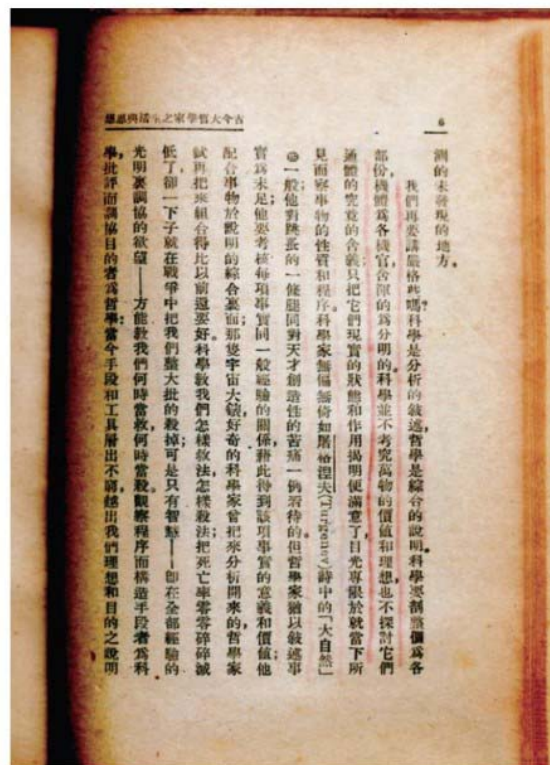 6
古今大哲學家之生活與思想
測的未發現的地方。
我們再要講嚴格些嗎?科學是分析的敍述,哲學是綜合的說明。科學要剖整個爲各
部份,機體爲各機官,含渾的爲分明的。科學並不考究萬物的價値和理想,也不探討它們
通體的究竟的含義;只把它們現實的狀態和作用揭明便滿意了,目光專限於就當下所
見而察事物的性質和程序。科學家無偏無倚如屠格涅夫(Turgenev)詩中的「大自然」
一般他對跳蚤的一條腿同對天才創造性的苦痛一例看待的。但哲學家猶以敍述事
實爲未足;他要考核每項事實同一般經驗的關係,藉此得到該項事實的意義和價値;他
配合事物於說明的綜合裏面;那隻宇宙大錶,好奇的科學家曾把來分析開來的,哲學家
試再把來組合得比以前還要好。科學教我們怎樣救法,怎樣殺法;把死亡率零零碎碎減
低了,卻一下子就在戰爭中把我們整大批的殺掉;可是只有智慧——卽在全部經驗的
光明裏調協的欲望——方能敎我們何時當救,何時當殺。觀察程序而構造手段者爲科
學,批評而調協目的者爲哲學;當今手段和工具層出不窮,越出我們理想和目的之說明